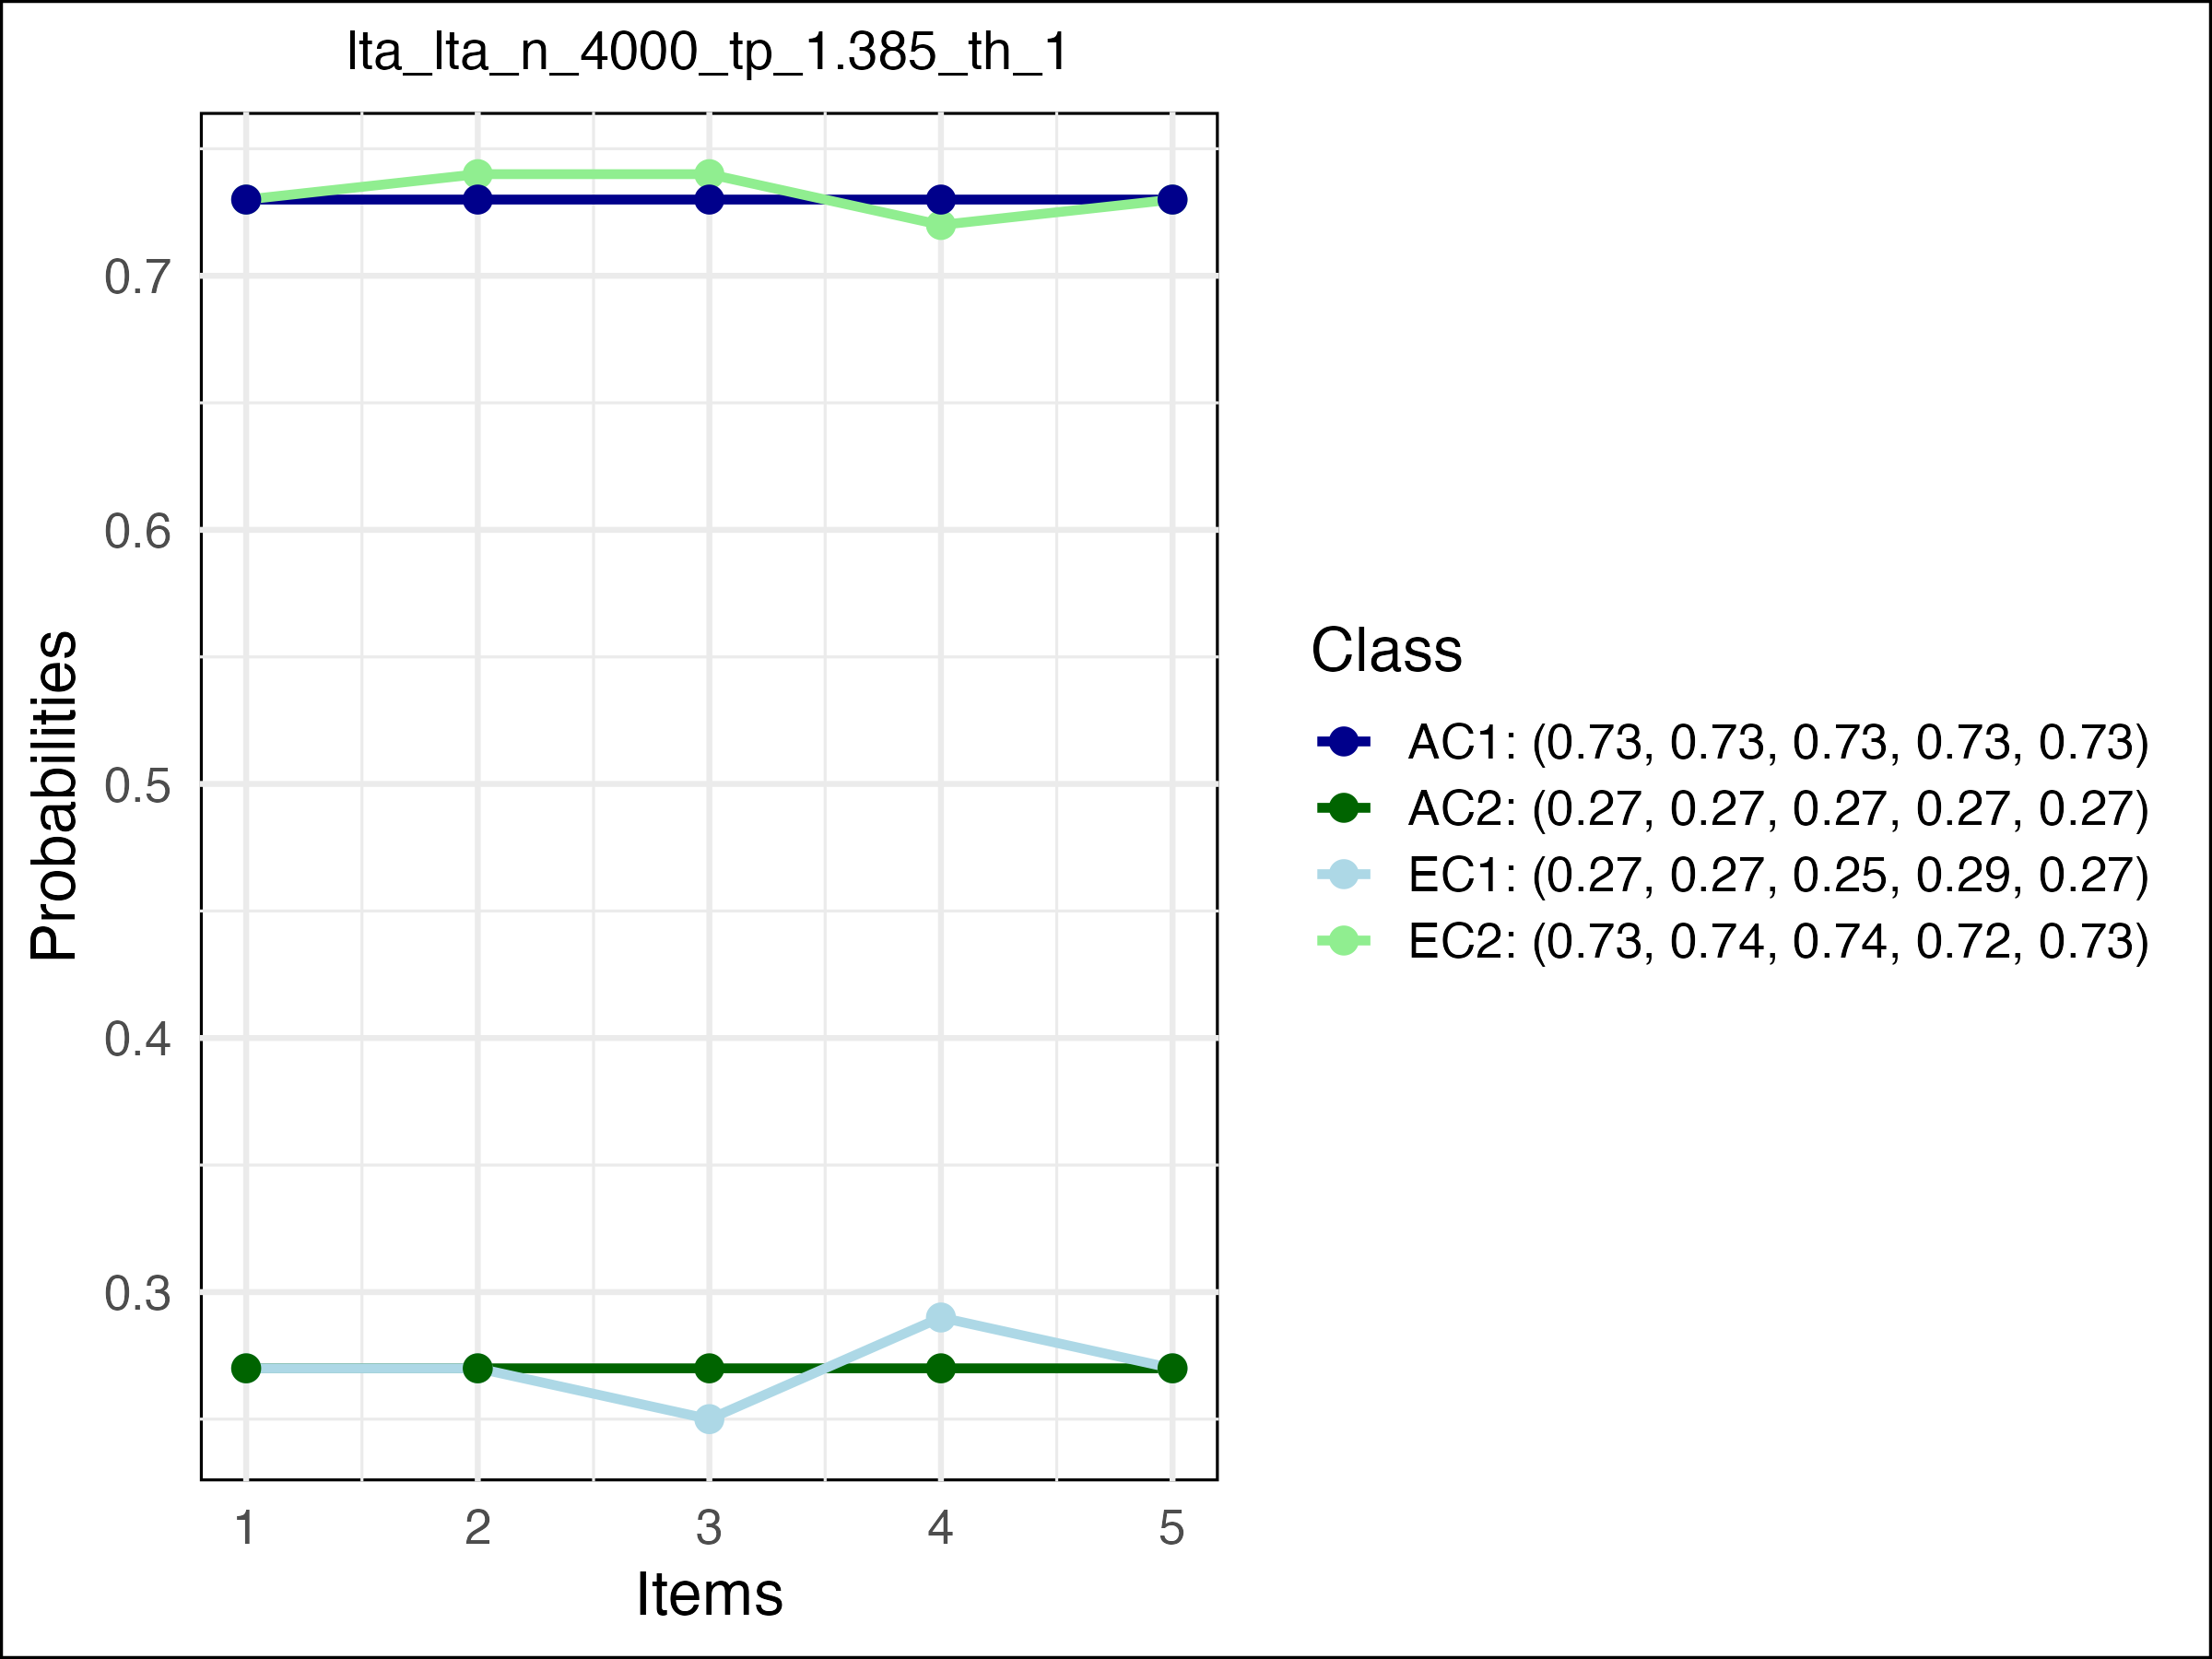 lta_lta_n_4000_tp_1.385_th_1
0.7
0.6
0.5
0.4
0.3
Probabilities
1 2 3 4 5
Items
Class
AC1: (0.73, 0.73, 0.73, 0.73, 0.73)
AC2: (0.27, 0.27, 0.27, 0.27, 0.27)
EC1: (0.27, 0.27, 0.25, 0.29, 0.27)
EC2: (0.73, 0.74, 0.74, 0.72, 0.73)